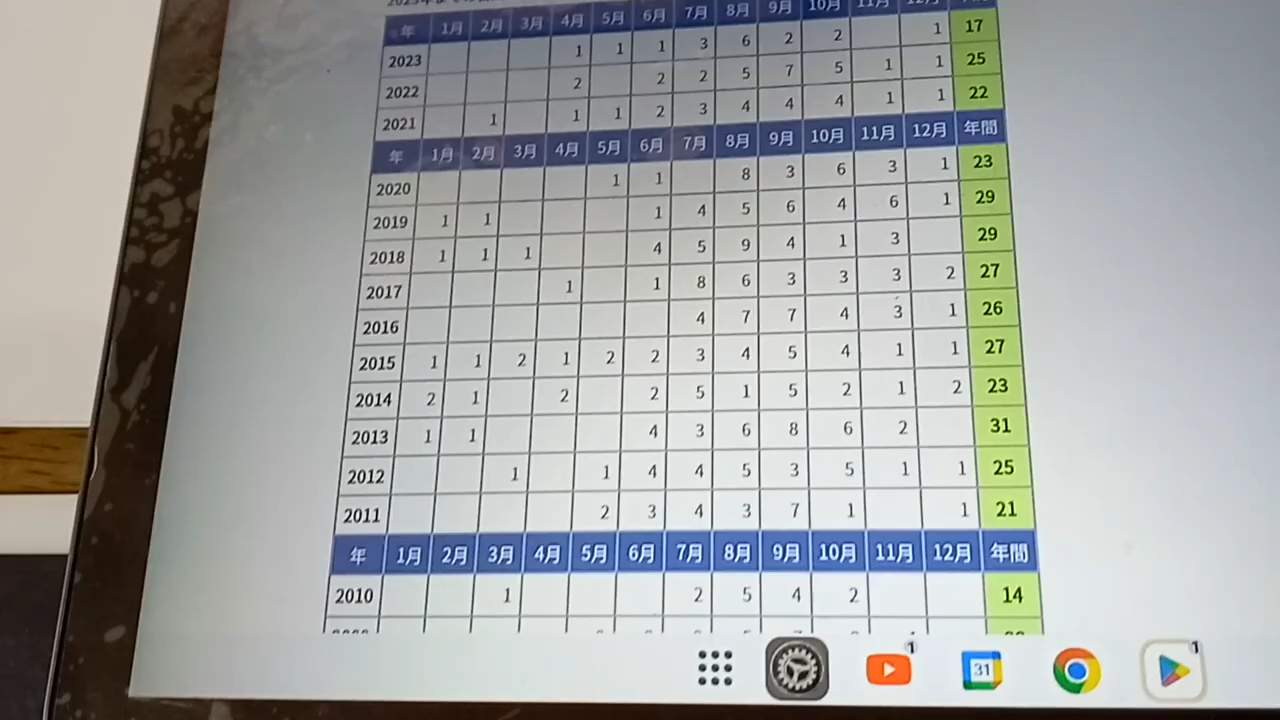 年 1月 2月 3月 4月 5月 6月 7月 8月 9月 10月 11月 12月
2023 1 1 1 3 6 2 2 1 17
2022 2 2 2 5 7 5 1 1 25
2021 1 1 1 2 3 4 4 4 1 1 22
年 1月 2月 3月 4月 5月 6月 7月 8月 9月 10月 11月 12月 年間
2020 1 1 8 3 6 3 1 23
2019 1 1 1 4 5 6 4 6 1 29
2018 1 1 1 4 5 9 4 1 3 29
2017 1 1 8 6 3 3 3 2 27
2016 4 7 7 4 3 1 26
2015 1 1 2 1 2 2 3 4 5 4 1 1 27
2014 2 1 2 2 5 1 5 2 1 2 23
2013 1 1 4 3 6 8 6 2 31
2012 1 1 4 4 5 3 5 1 1 25
2011 2 3 4 3 7 1 1 21
年 1月 2月 3月 4月 5月 6月 7月 8月 9月 10月 11月 12月 年間
2010 1 2 5 4 2 14
1 31 1